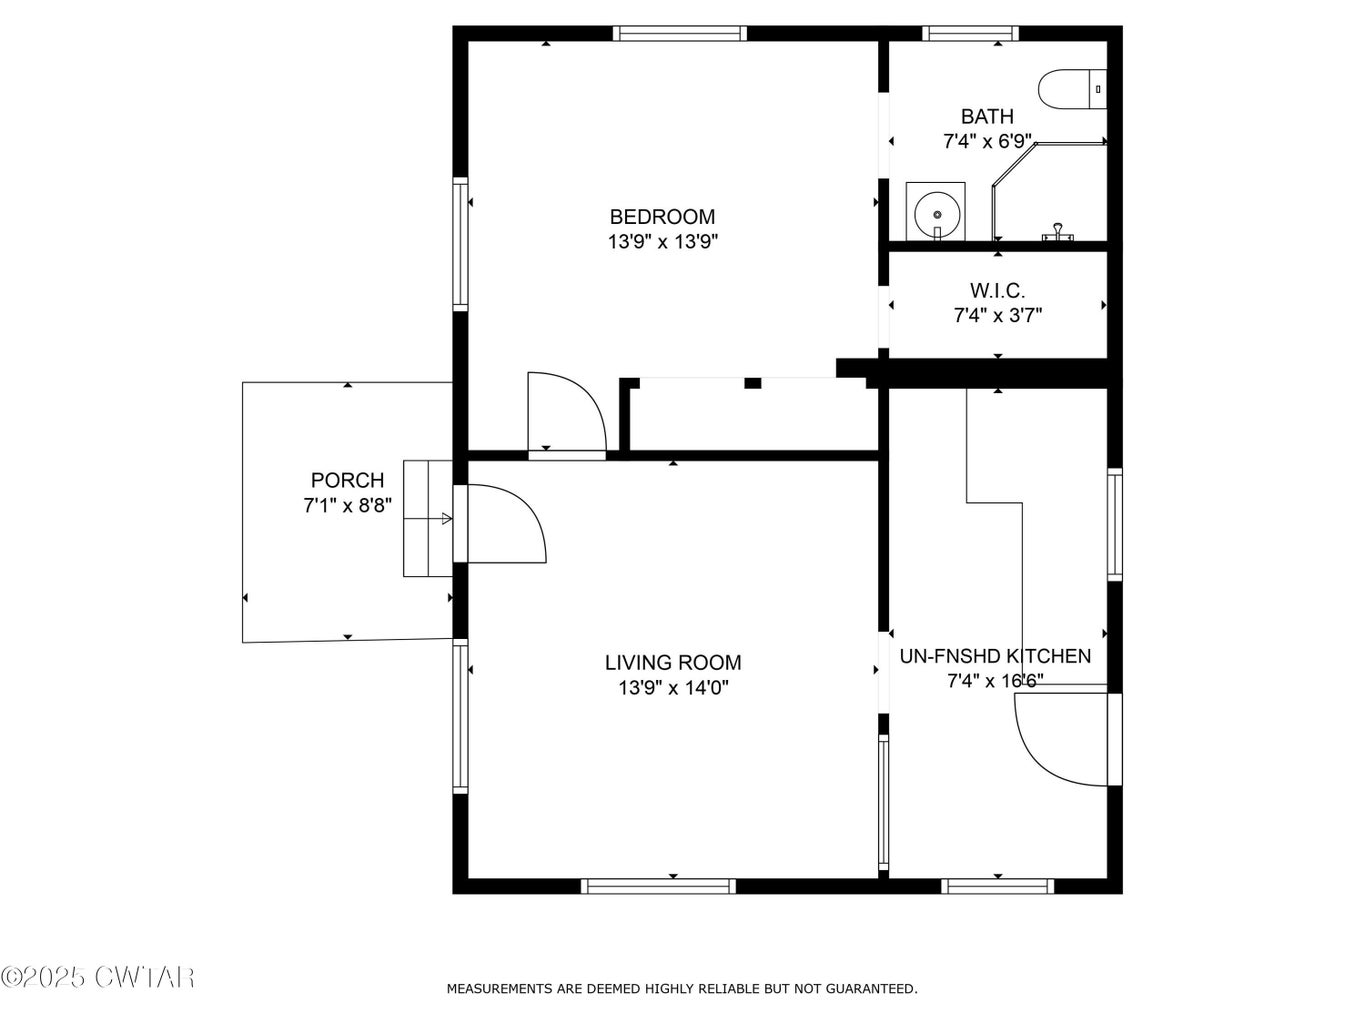 BATH
7'4" x 6'9"
BEDROOM
13'9" x 13'9"
W.I.C.
7'4" x 3'7"
PORCH
7'1" x 8'8"
LIVING ROOM
13'9" x 14'0"
UN-FNSHD KITCHEN
7'4" x 16'6"
©2025 CWTAR
MEASUREMENTS ARE DEEMED HIGHLY RELIABLE BUT NOT GUARANTEED.